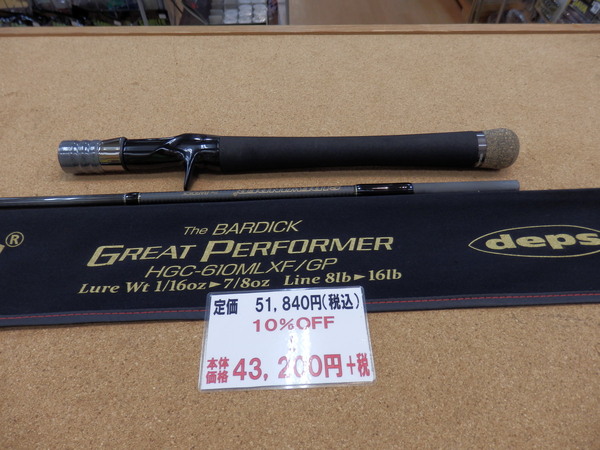 The BARDICK
GREAT PERFORMER
HGC-610MLXF/GP
Lure Wt 1/16oz►7/8oz Line 8lb►16lb
®
deps
定価 51,840円(税込)
10%OFF
本体価格 43,200円+税